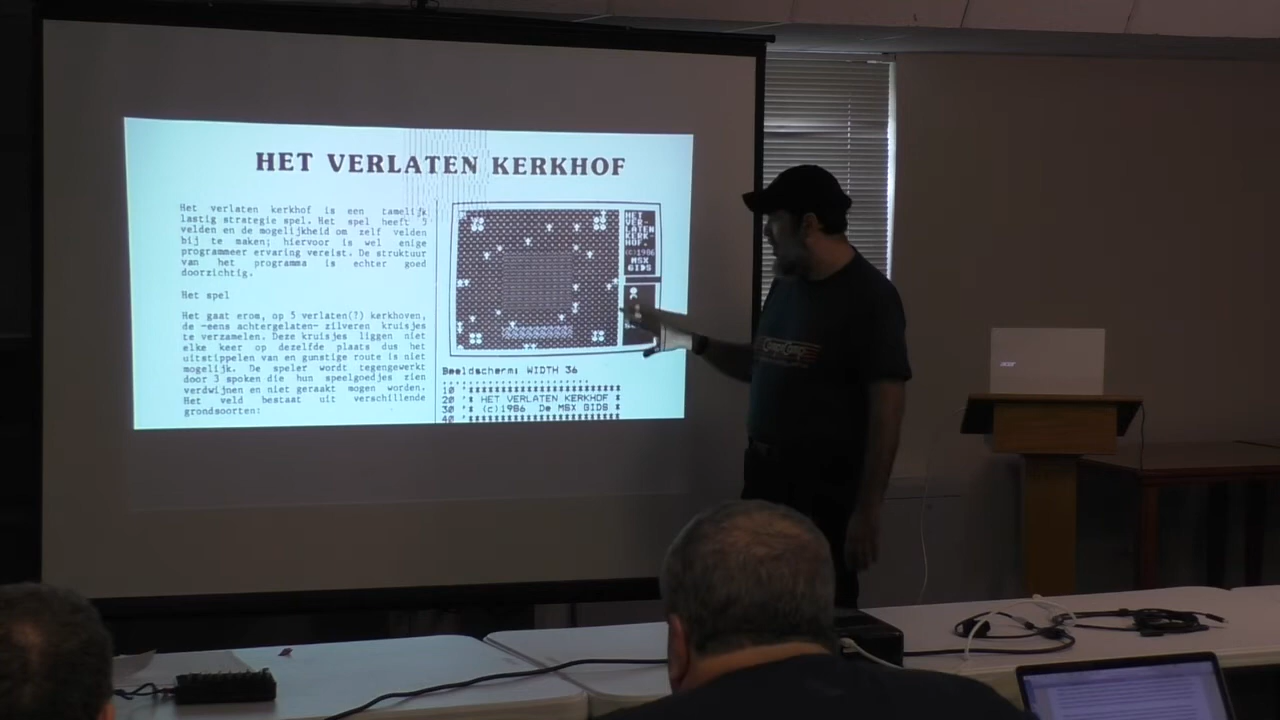 HET VERLATEN KERKHOF
Het verlaten kerkhof is een tamelijk
lastig strategie spel. Het spel heeft 5
velden en de mogelijkheid om zelf velden
bij te maken; hiervoor is wel enige
programmeer ervaring vereist. De struktuur
van het programma is echter goed
doorzichtig.
Het spel
Het gaat erom, op 5 verlaten(?) kerkhoven,
de -eens achtergelaten- zilveren kruisjes
te verzamelen. Deze kruisjes liggen niet
elke keer op dezelfde plaats dus het
uitstippelen van en gunstige route is niet
mogelijk. De speler wordt tegengewerkt
door 3 spoken die hun speelgoedjes zien
verdwijnen en niet geraakt mogen worden.
Het veld bestaat uit verschillende
grondsoorten:
HET
VER-
LATEN
KERK-
HOF.
(c)1986
MSX
GIDS
Beeldscherm: WIDTH 36
10 '**************************
20 '* HET VERLATEN KERKHOF *
30 '* (c)1986 De MSX GIDS *
40 '**************************
acer